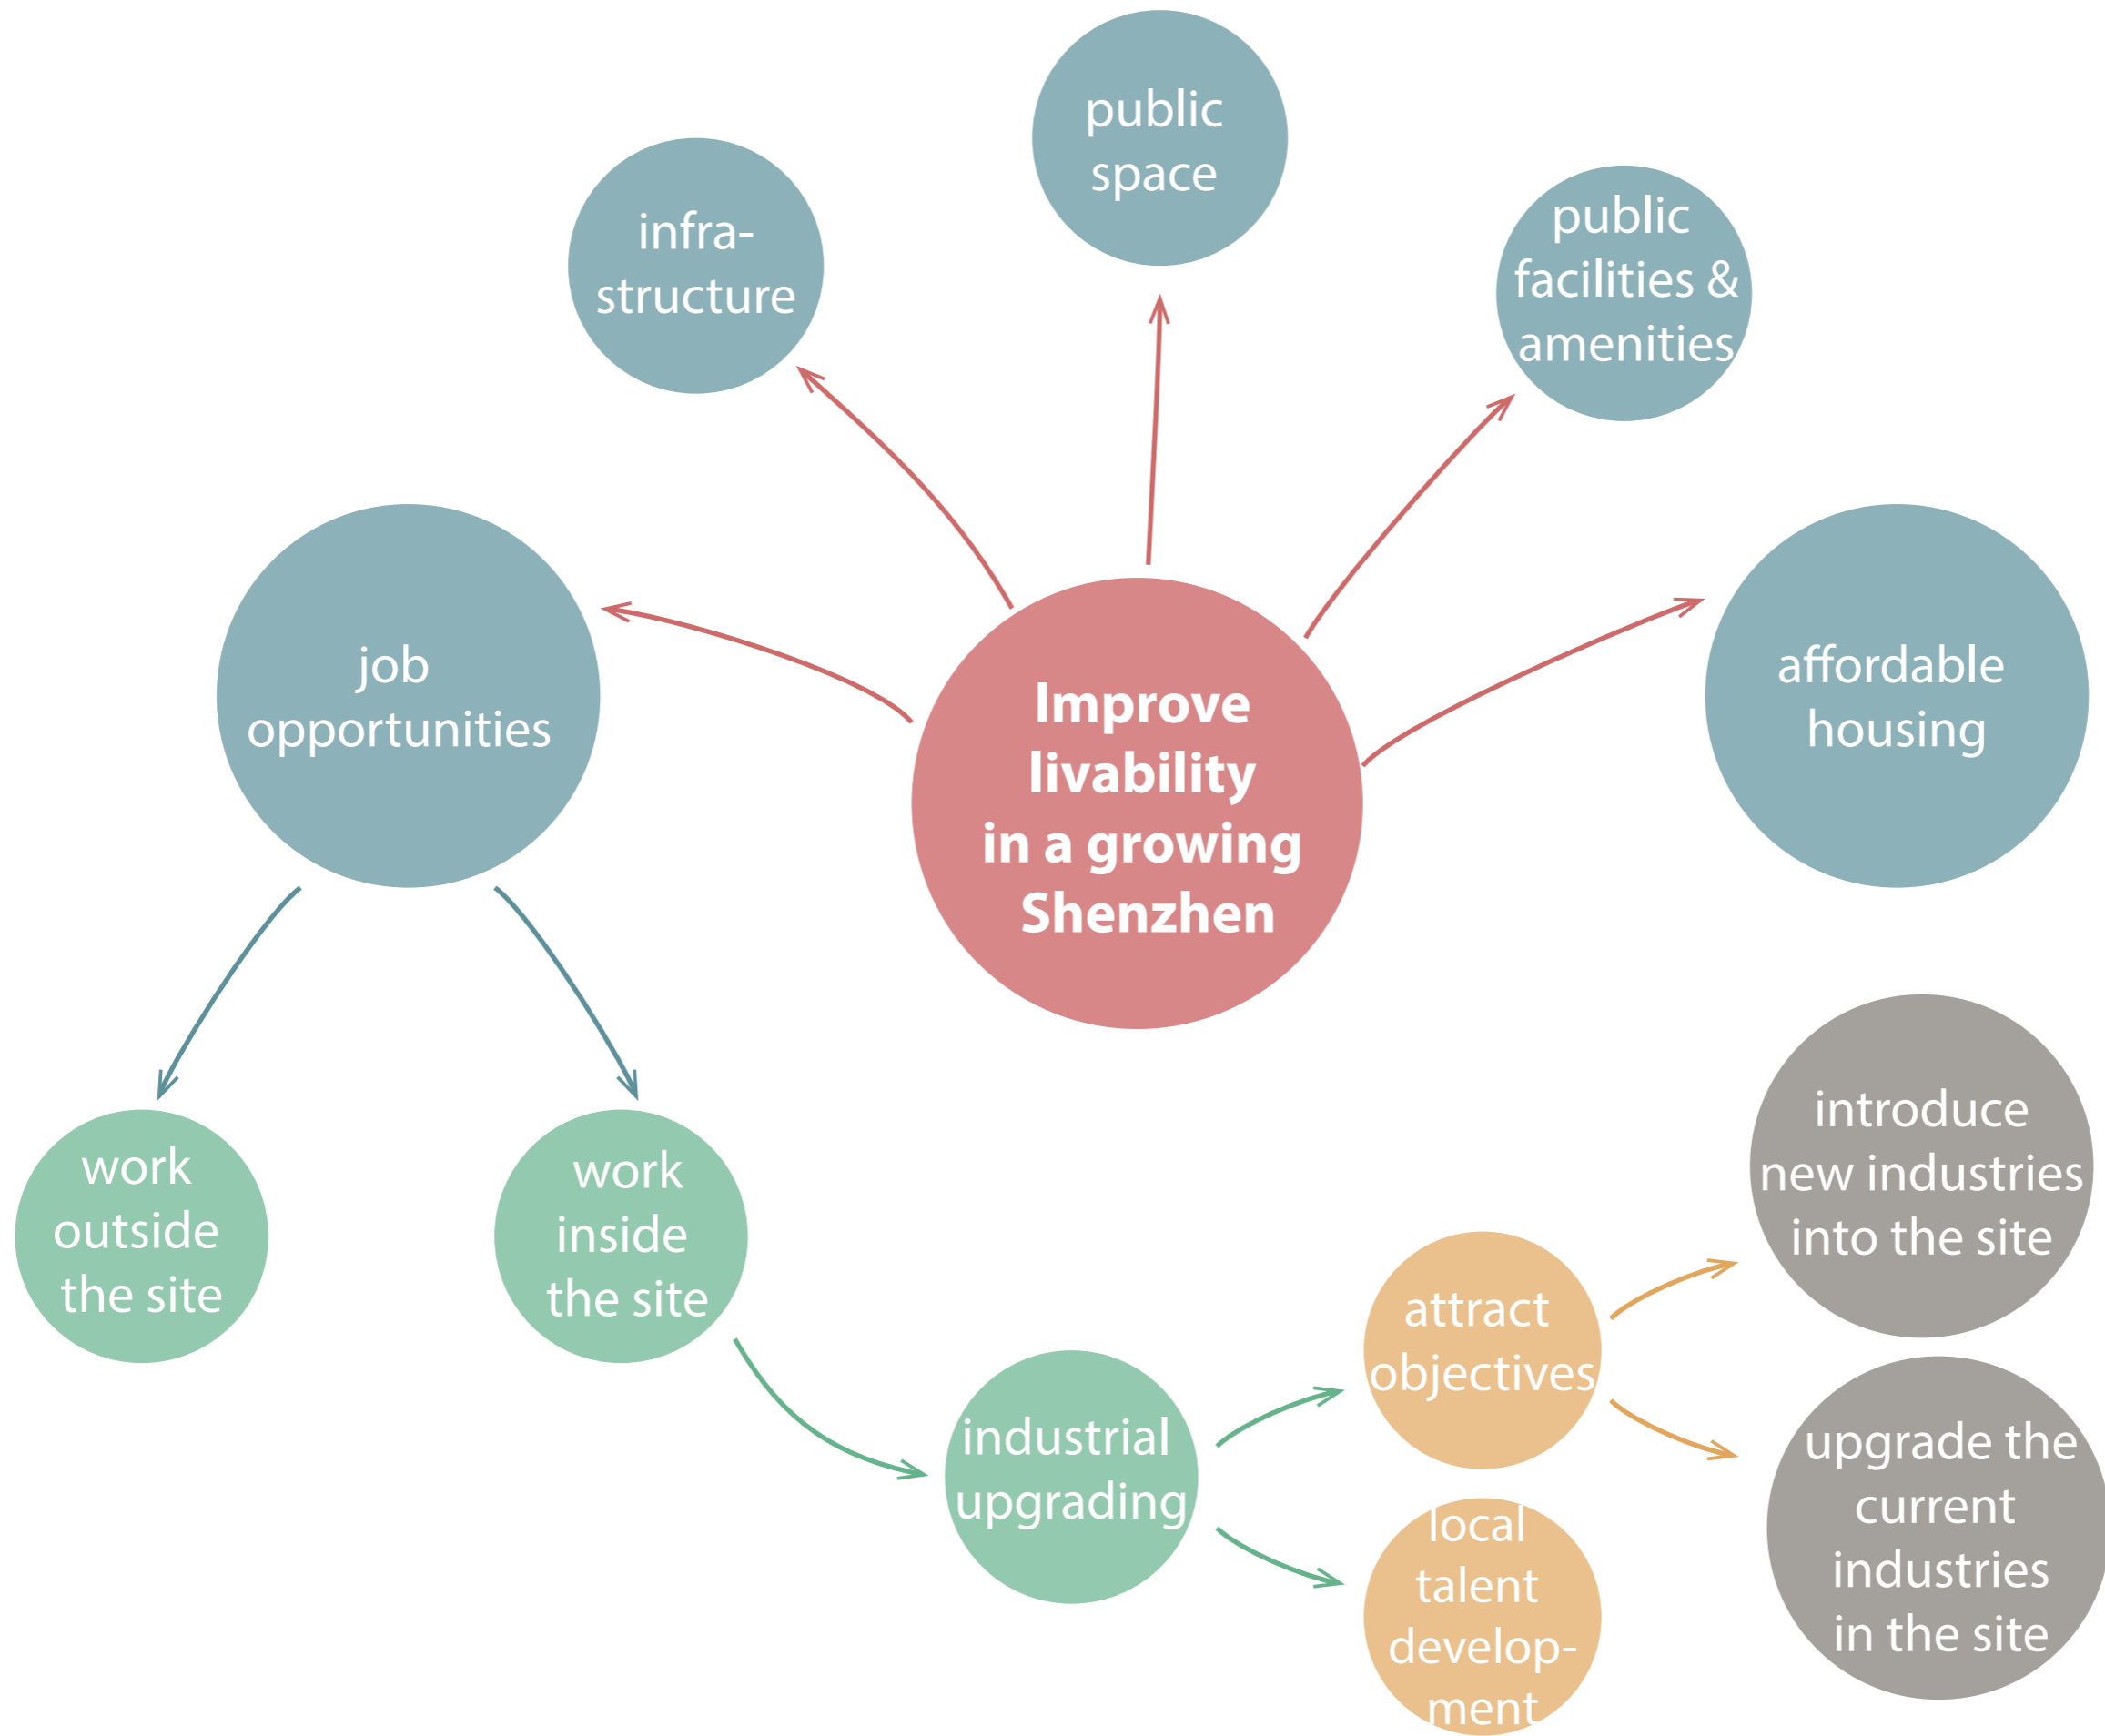 public
space
infra-
structure
public
facilities &
amenities
job
opportunities
Improve
livability
in a growing
Shenzhen
affordable
housing
work
outside
the site
work
inside
the site
industrial
upgrading
attract
objectives
local
talent
develop-
ment
introduce
new industries
into the site
upgrade the
current
industries
in the site